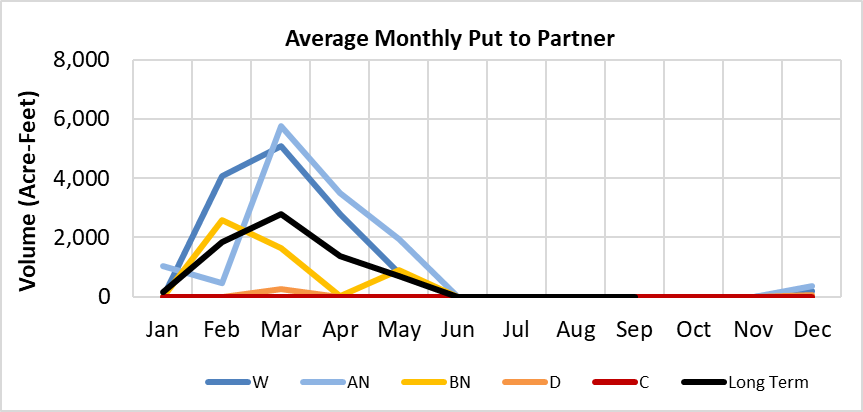 Average Monthly Put to Partner
Volume (Acre-Feet)
8,000
6,000
4,000
2,000
0
Jan Feb Mar Apr May Jun Jul Aug Sep Oct Nov Dec
W AN BN D C Long Term